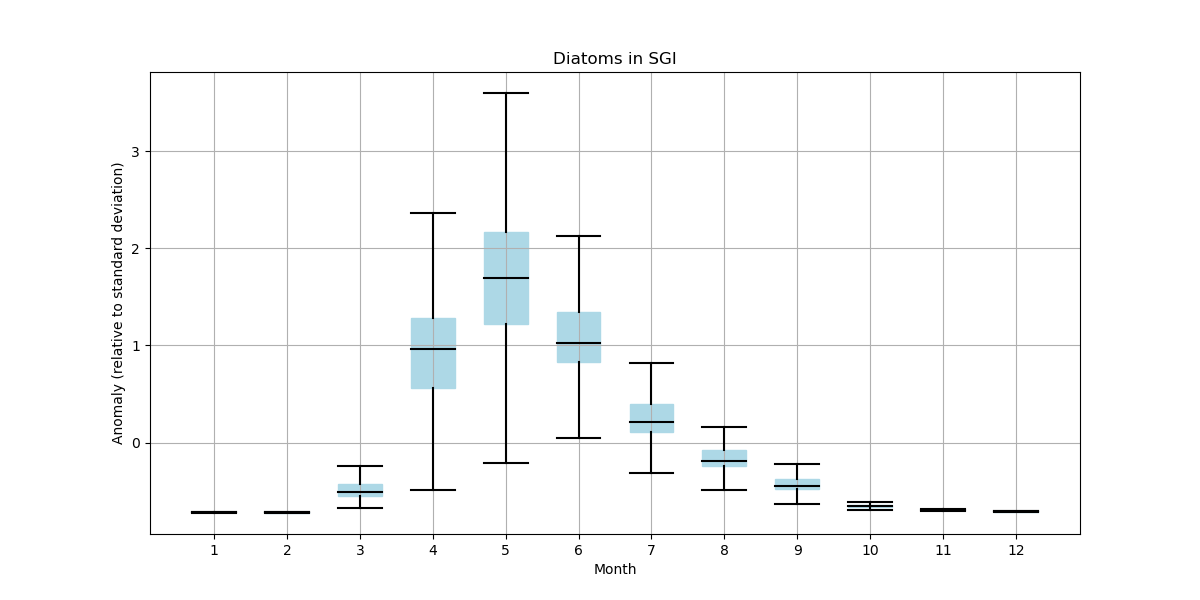 Diatoms in SGI
Anomaly (relative to standard deviation)
3
2
1
0
1 2 3 4 5 6 7 8 9 10 11 12
Month